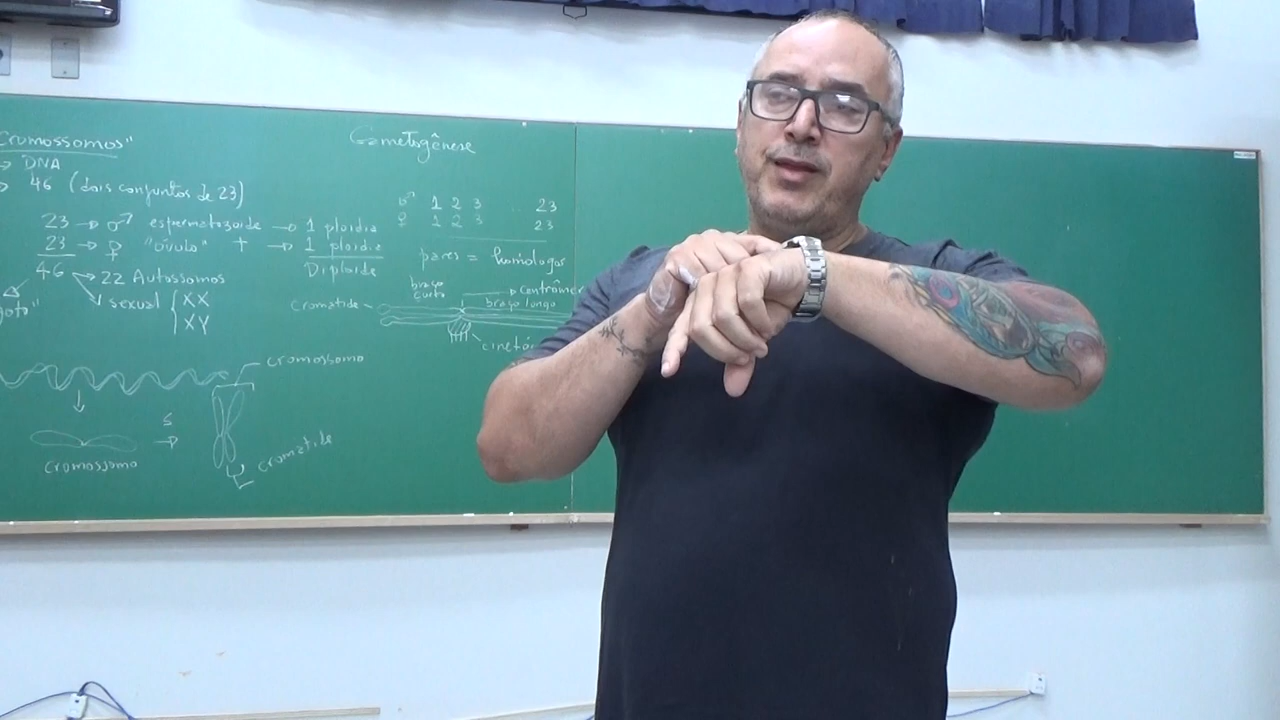 Cromossomos"
→ DNA
46 (dois conjuntos de 23)
23 → ♂ espermatozoide → 1 ploidia
23 → ♀ "óvulo" + → 1 ploidia
46 → 22 Autossomos
Diploide
sexual { XX
XY
cromossomo
S
cromossomo
cromatide
Gametogênese
♂ 1 2 3 ... 23
♀ 1 2 3 23
pares = homólogos
braço
curto
cromatide
braço longo